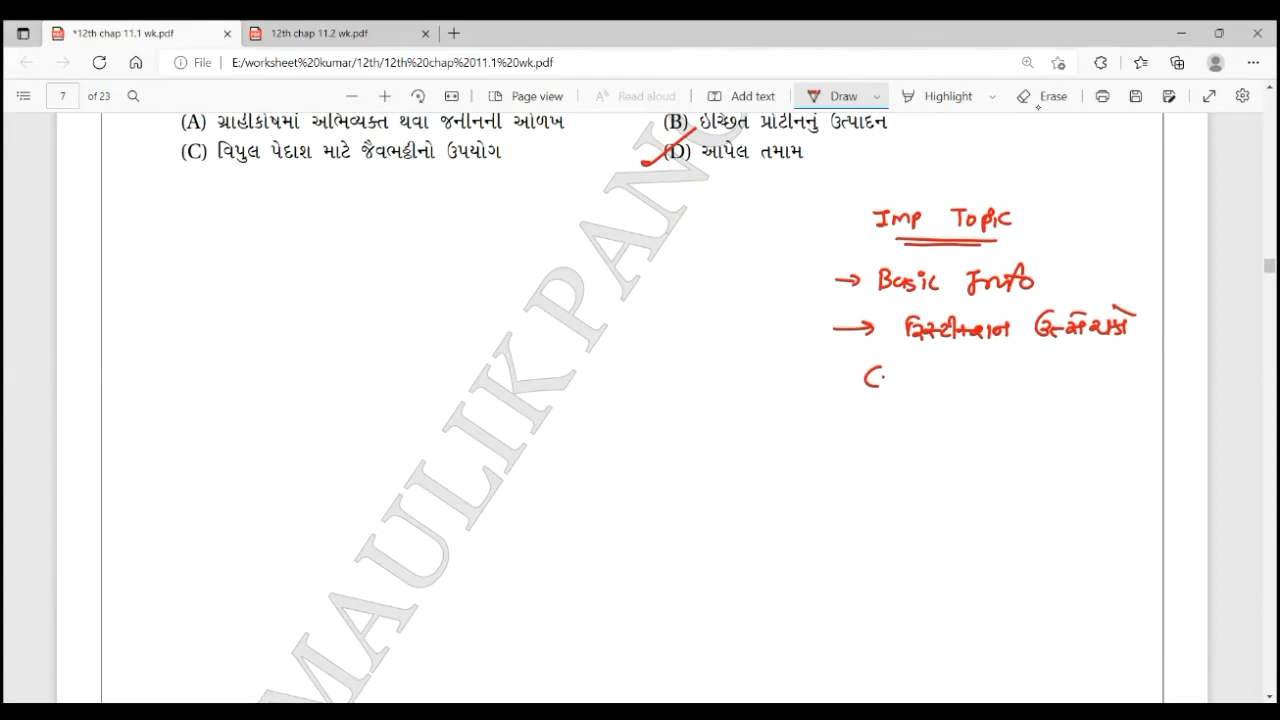 *12th chap 11.1 wk.pdf 12th chap 11.2 wk.pdf
File E:/worksheet%20kumar/12th/12th%20chap%2011.1%20wk.pdf
7 of 23 Page view Read aloud Add text Draw Highlight Erase
(A) ગ્રાહીકોષમાં અભિવ્યક્ત થવા જનીનની ઓળખ (B) ઇચ્છિત પ્રોટીનનું ઉત્પાદન
(C) વિપુલ પેદાશ માટે જૈવભઠ્ઠીનો ઉપયોગ (D) આપેલ તમામ
Imp Topic
→ Basic Info
→ ઉત્સેચકો
(
MAULIK PAN